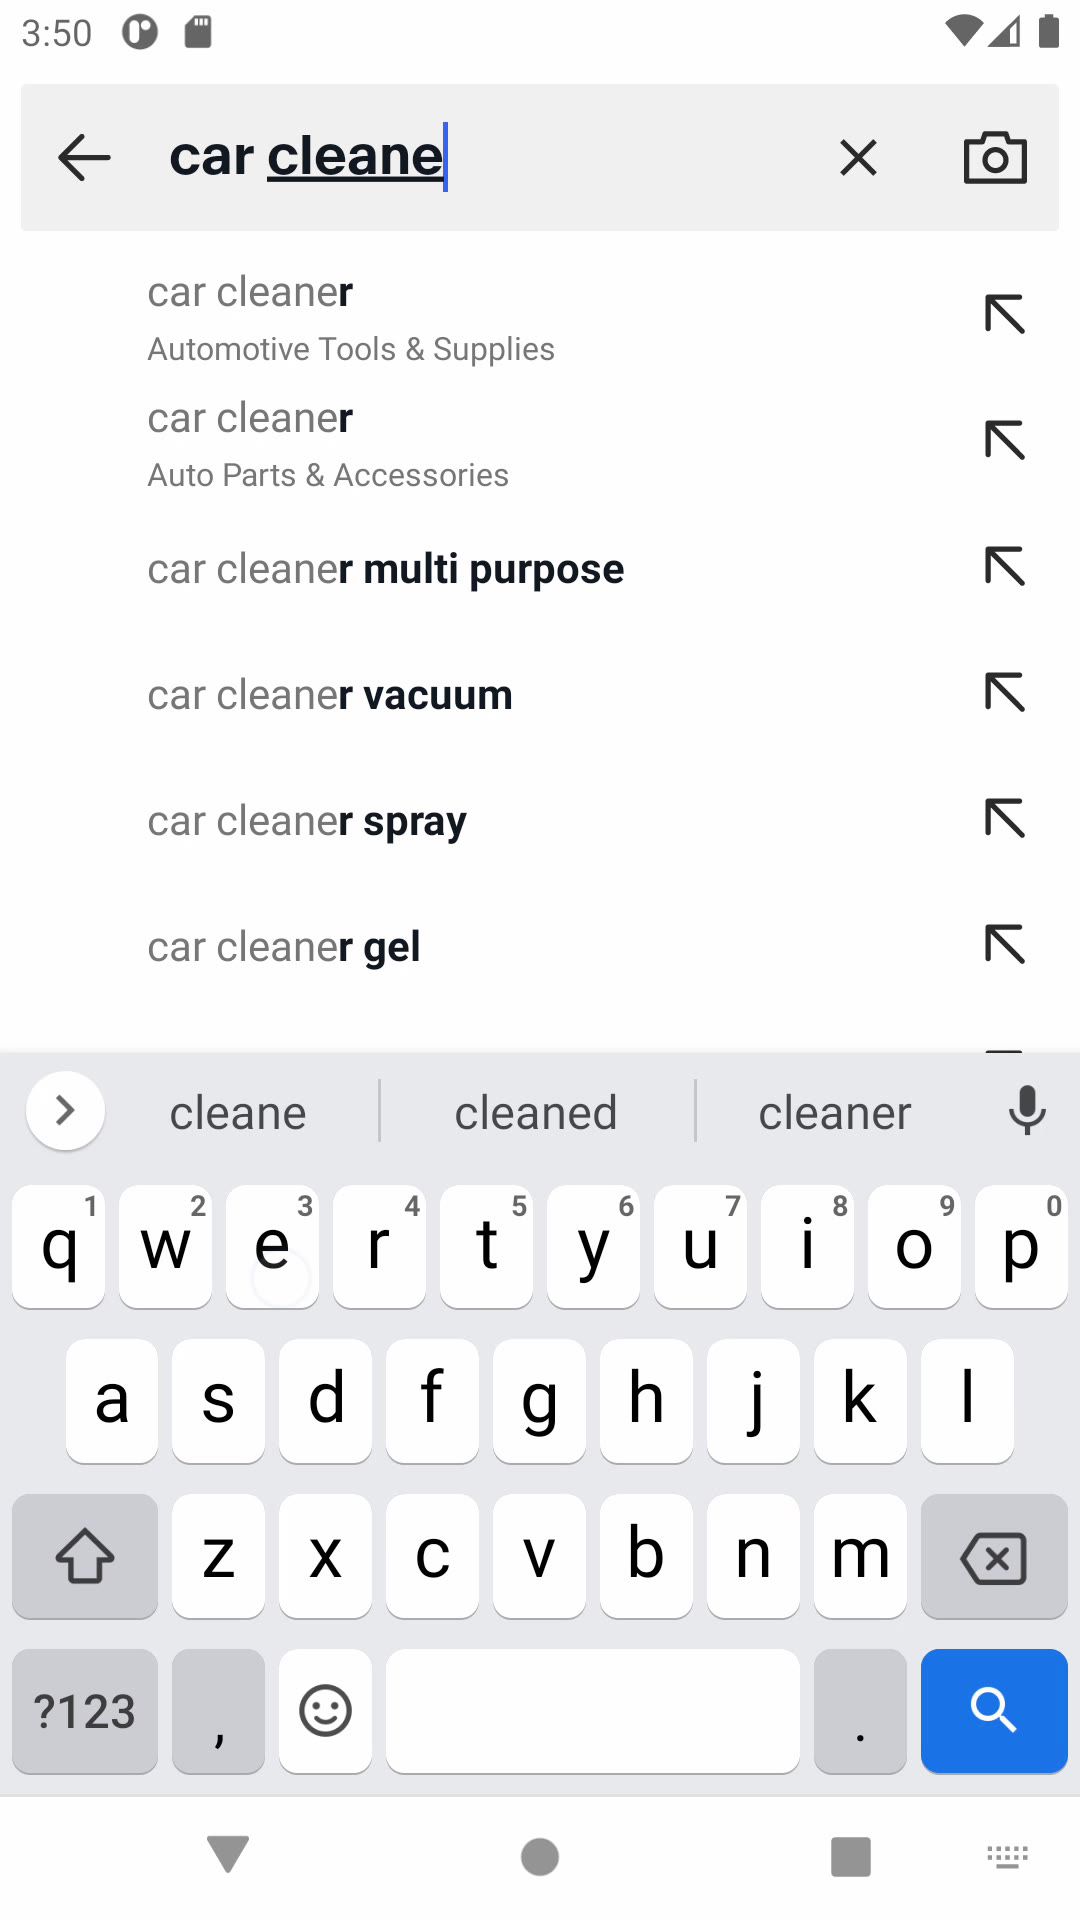 3:50
car cleane
car cleaner
Automotive Tools & Supplies
car cleaner
Auto Parts & Accessories
car cleaner multi purpose
car cleaner vacuum
car cleaner spray
car cleaner gel
cleane cleaned cleaner
1 2 3 4 5 6 7 8 9 0
q w e r t y u i o p
a s d f g h j k l
z x c v b n m
?123 , .